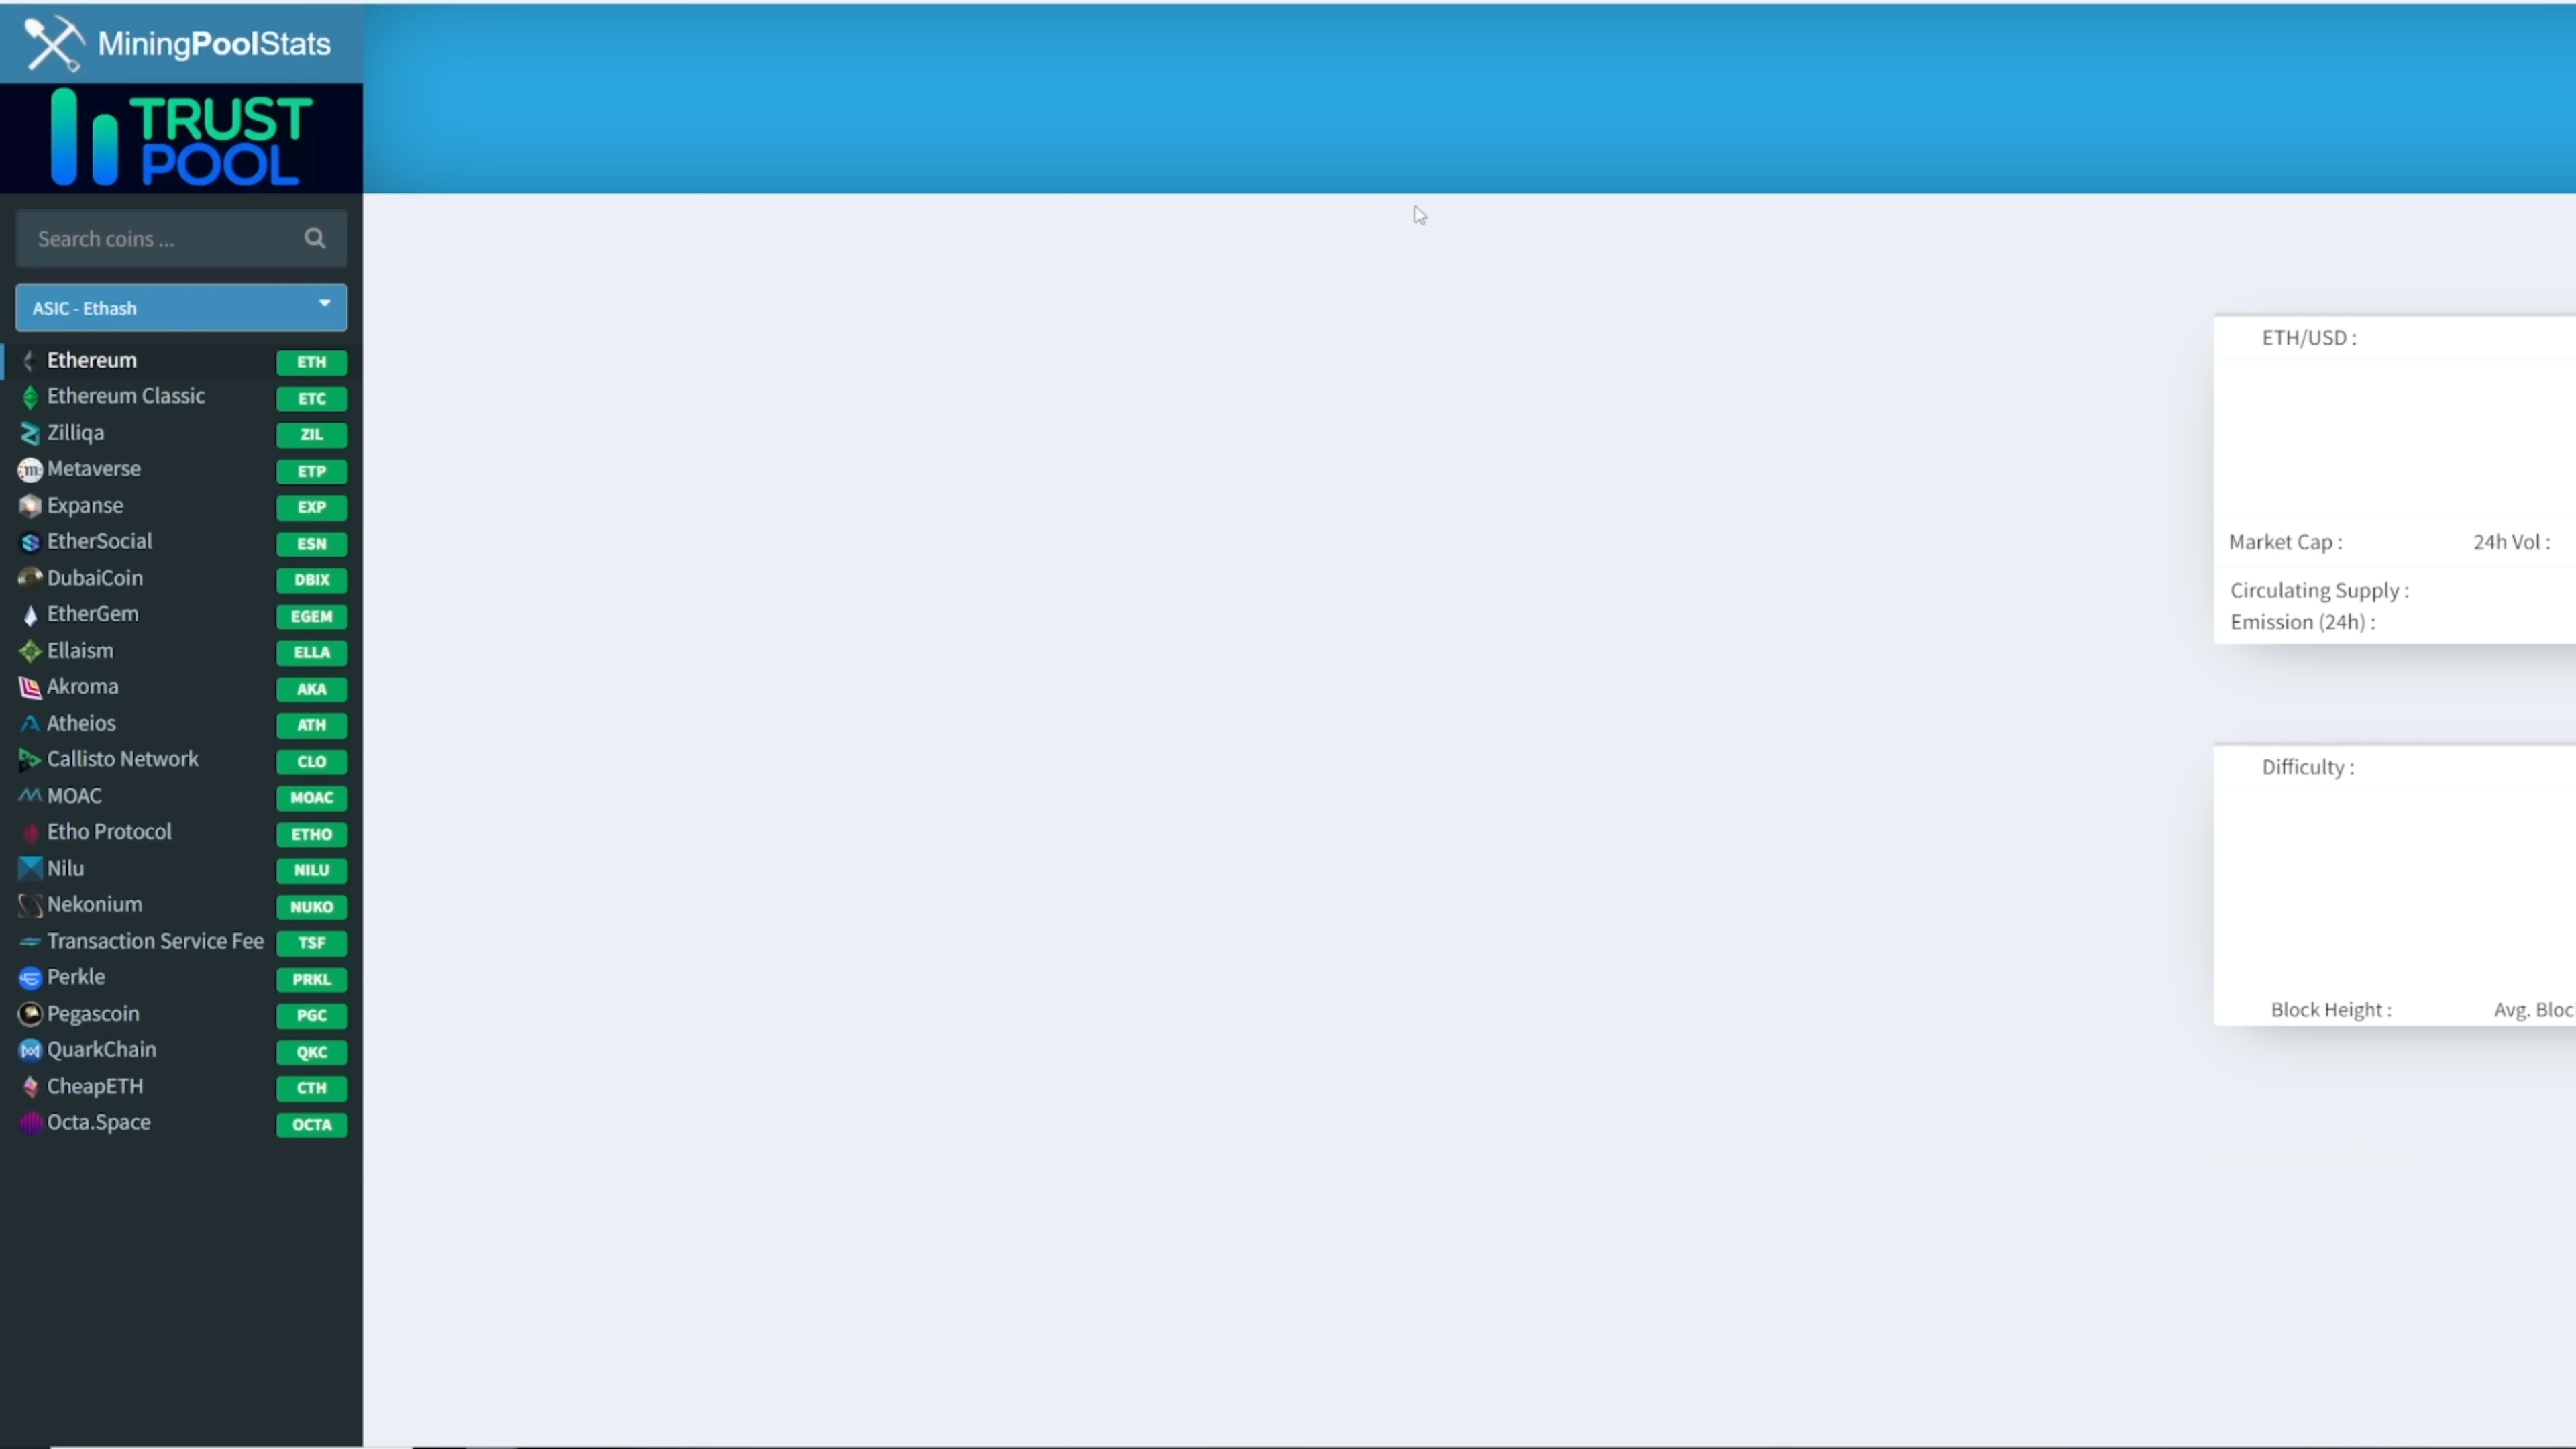 MiningPoolStats
TRUST
POOL
Search coins ...
ASIC - Ethash
Ethereum ETH
Ethereum Classic ETC
Zilliqa ZIL
Metaverse ETP
Expanse EXP
EtherSocial ESN
DubaiCoin DBIX
EtherGem EGEM
Ellaism ELLA
Akroma AKA
Atheios ATH
Callisto Network CLO
MOAC MOAC
Etho Protocol ETHO
Nilu NILU
Nekonium NUKO
Transaction Service Fee TSF
Perkle PRKL
Pegascoin PGC
QuarkChain QKC
CheapETH CTH
Octa.Space OCTA
ETH/USD :
Market Cap : 24h Vol :
Circulating Supply :
Emission (24h) :
Difficulty :
Block Height : Avg. Bloc